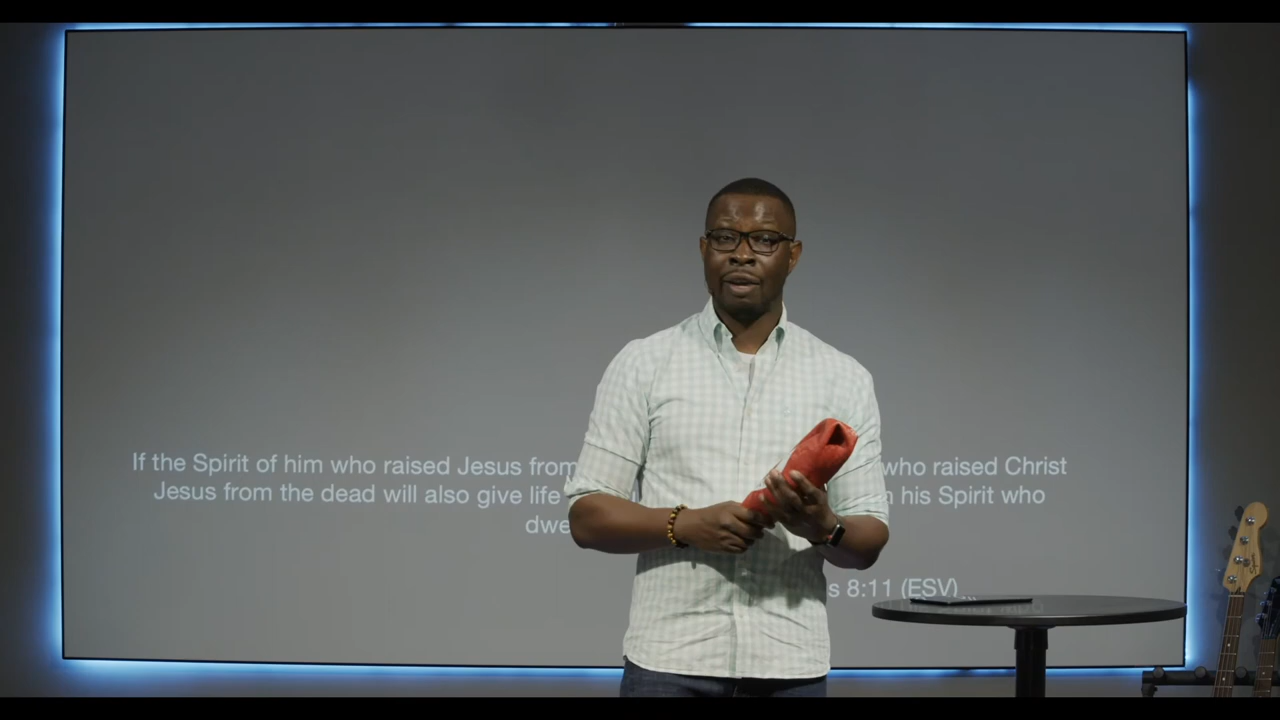 If the Spirit of him who raised Jesus from who raised Christ
Jesus from the dead will also give life his Spirit who
dwe
s 8:11 (ESV)
Squier